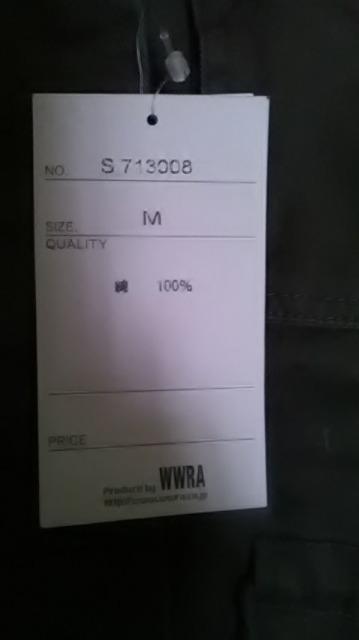 NO. S 713008
SIZE. M
QUALITY
綿 100%
PRICE
Product by WWRA